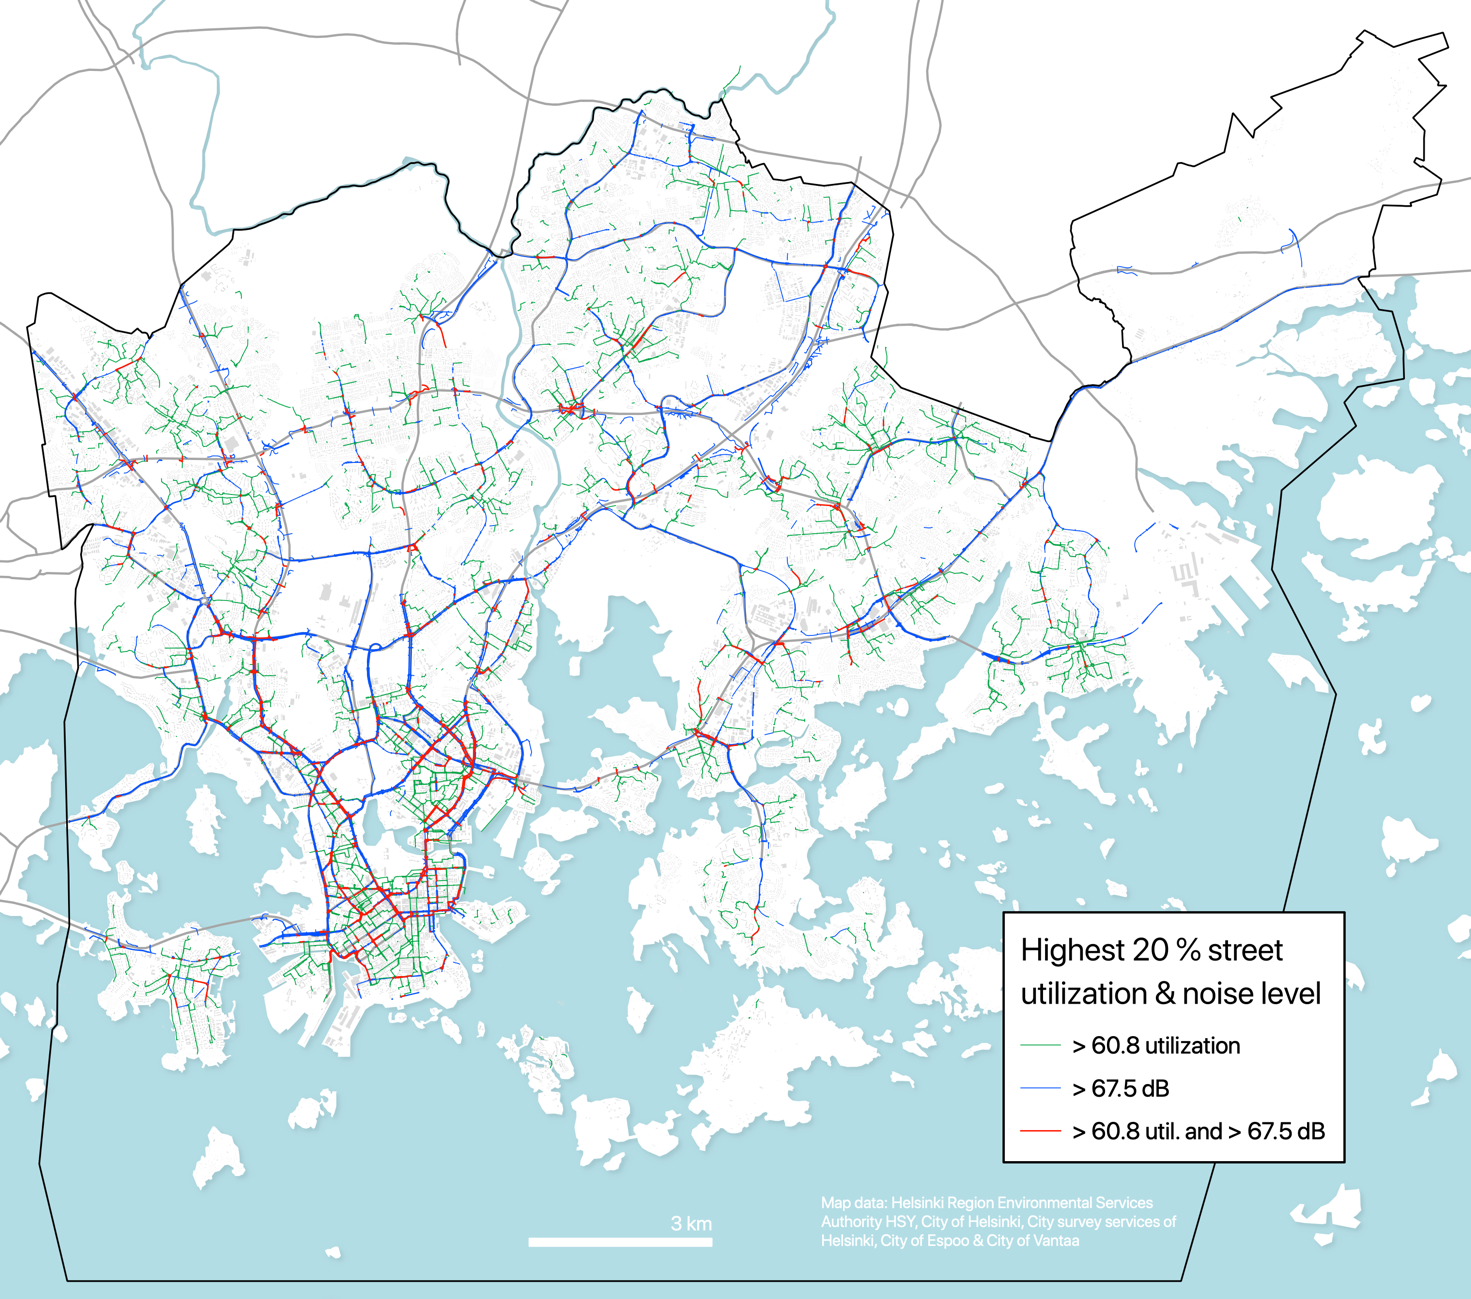 Highest 20 % street
utilization & noise level
> 60.8 utilization
> 67.5 dB
> 60.8 util. and > 67.5 dB
3 km
Map data: Helsinki Region Environmental Services
Authority HSY, City of Helsinki, City survey services of
Helsinki, City of Espoo & City of Vantaa